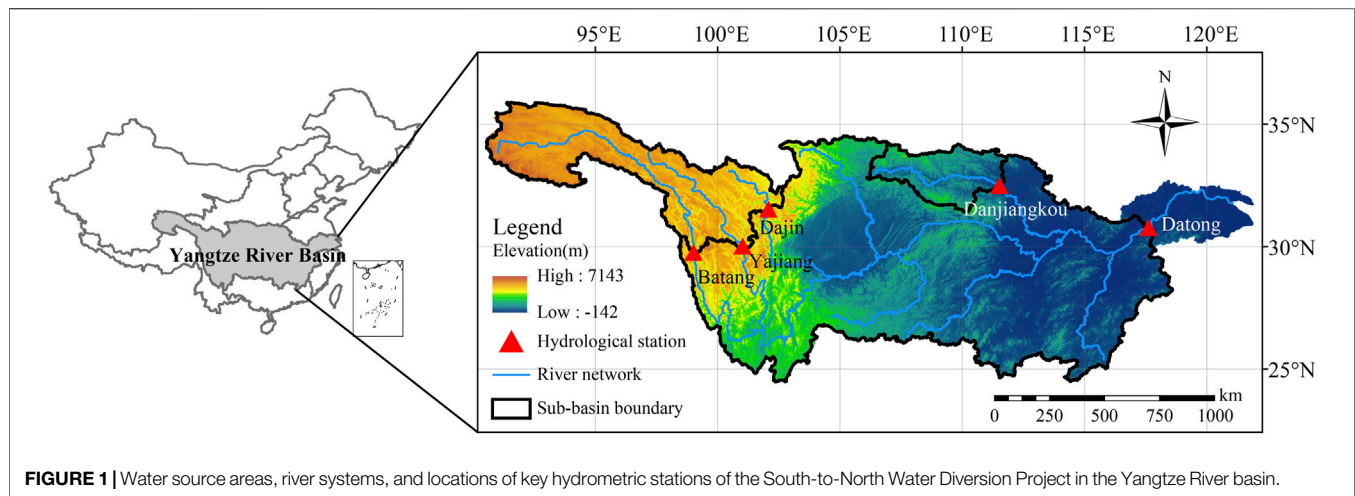 95°E 100°E 105°E 110°E 115°E 120°E
N
35°N
30°N
25°N
Yangtze River Basin
Dajin
Yajiang
Batang
Danjiangkou
Datong
Legend
Elevation(m)
High : 7143
Low : -142
Hydrological station
River network
Sub-basin boundary
km
0 250 500 750 1000
FIGURE 1 | Water source areas, river systems, and locations of key hydrometric stations of the South-to-North Water Diversion Project in the Yangtze River basin.